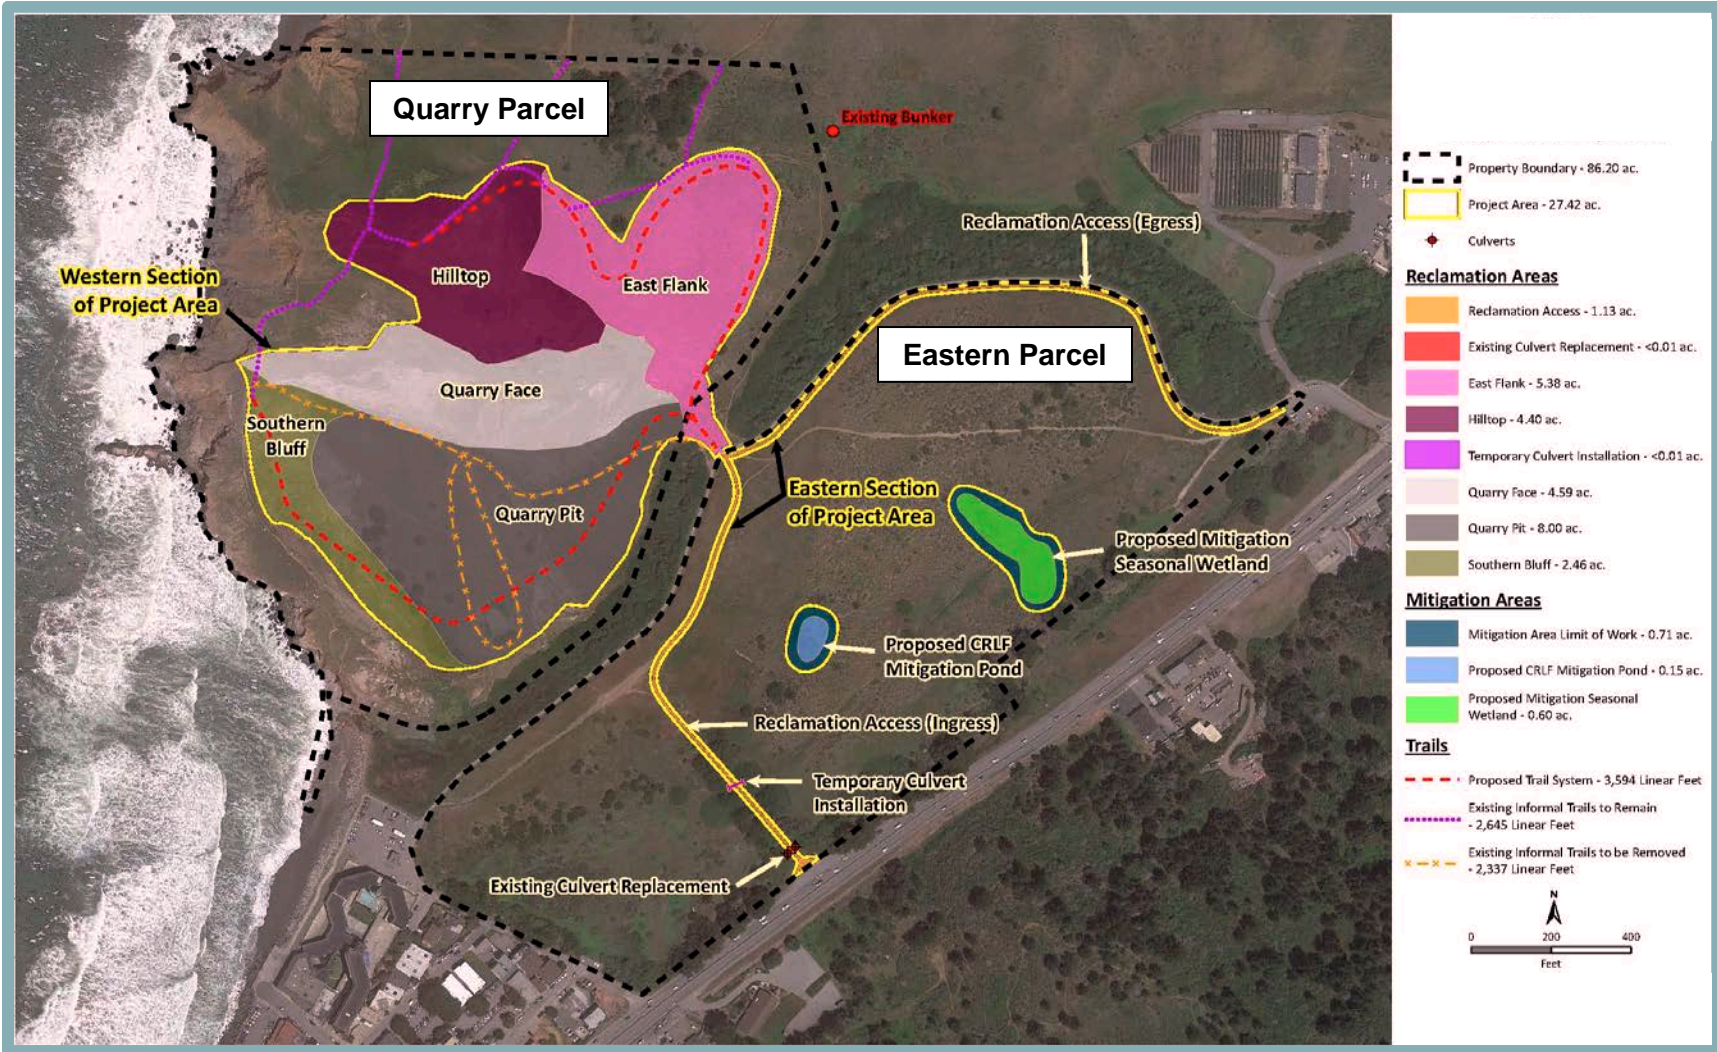 Quarry Parcel
Existing Bunker
Reclamation Access (Egress)
Western Section
of Project Area
Hilltop
East Flank
Eastern Parcel
Quarry Face
Southern
Bluff
Quarry Pit
Eastern Section
of Project Area
Proposed Mitigation
Seasonal Wetland
Proposed CRLF
Mitigation Pond
Reclamation Access (Ingress)
Temporary Culvert
Installation
Existing Culvert Replacement
Property Boundary - 86.20 ac.
Project Area - 27.42 ac.
Culverts
Reclamation Areas
Reclamation Access - 1.13 ac.
Existing Culvert Replacement - <0.01 ac.
East Flank - 5.38 ac.
Hilltop - 4.40 ac.
Temporary Culvert Installation - <0.01 ac.
Quarry Face - 4.59 ac.
Quarry Pit - 8.00 ac.
Southern Bluff - 2.46 ac.
Mitigation Areas
Mitigation Area Limit of Work - 0.71 ac.
Proposed CRLF Mitigation Pond - 0.15 ac.
Proposed Mitigation Seasonal
Wetland - 0.60 ac.
Trails
Proposed Trail System - 3,594 Linear Feet
Existing Informal Trails to Remain
- 2,645 Linear Feet
Existing Informal Trails to be Removed
- 2,337 Linear Feet
N
0 200 400
Feet